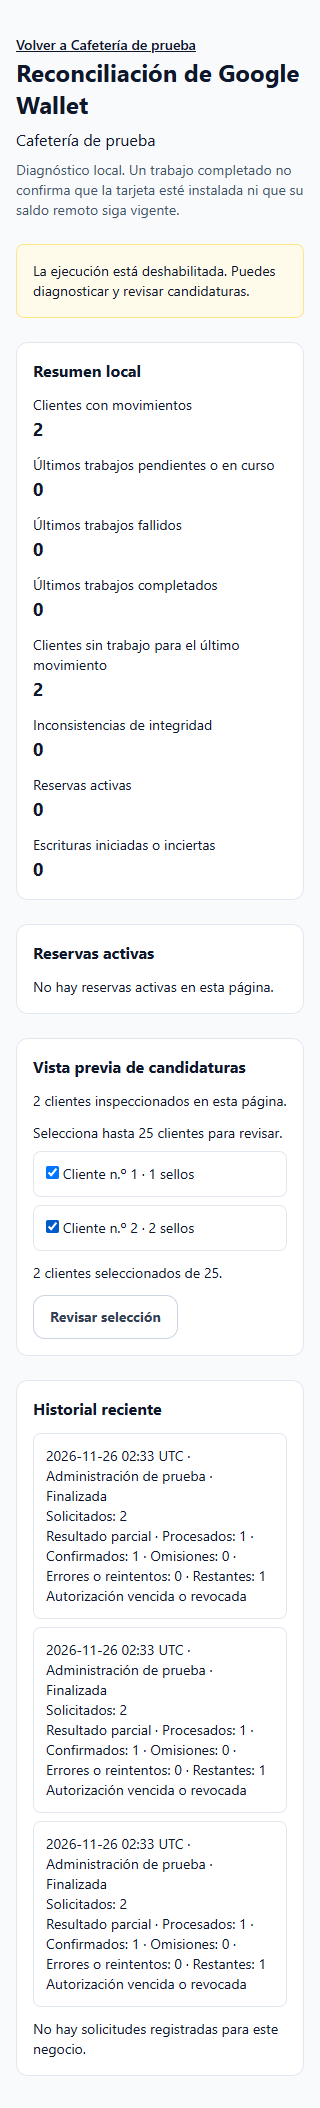 Volver a Cafetería de prueba
Reconciliación de Google
Wallet
Cafetería de prueba
Diagnóstico local. Un trabajo completado no
confirma que la tarjeta esté instalada ni que su
saldo remoto siga vigente.
La ejecución está deshabilitada. Puedes
diagnosticar y revisar candidaturas.
Resumen local
Clientes con movimientos
2
Últimos trabajos pendientes o en curso
0
Últimos trabajos fallidos
0
Últimos trabajos completados
0
Clientes sin trabajo para el último
movimiento
2
Inconsistencias de integridad
0
Reservas activas
0
Escrituras iniciadas o inciertas
0
Reservas activas
No hay reservas activas en esta página.
Vista previa de candidaturas
2 clientes inspeccionados en esta página.
Selecciona hasta 25 clientes para revisar.
Cliente n.º 1 · 1 sellos
Cliente n.º 2 · 2 sellos
2 clientes seleccionados de 25.
Revisar selección
Historial reciente
2026-11-26 02:33 UTC ·
Administración de prueba ·
Finalizada
Solicitados: 2
Resultado parcial · Procesados: 1 ·
Confirmados: 1 · Omisiones: 0 ·
Errores o reintentos: 0 · Restantes: 1
Autorización vencida o revocada
2026-11-26 02:33 UTC ·
Administración de prueba ·
Finalizada
Solicitados: 2
Resultado parcial · Procesados: 1 ·
Confirmados: 1 · Omisiones: 0 ·
Errores o reintentos: 0 · Restantes: 1
Autorización vencida o revocada
2026-11-26 02:33 UTC ·
Administración de prueba ·
Finalizada
Solicitados: 2
Resultado parcial · Procesados: 1 ·
Confirmados: 1 · Omisiones: 0 ·
Errores o reintentos: 0 · Restantes: 1
Autorización vencida o revocada
No hay solicitudes registradas para este
negocio.